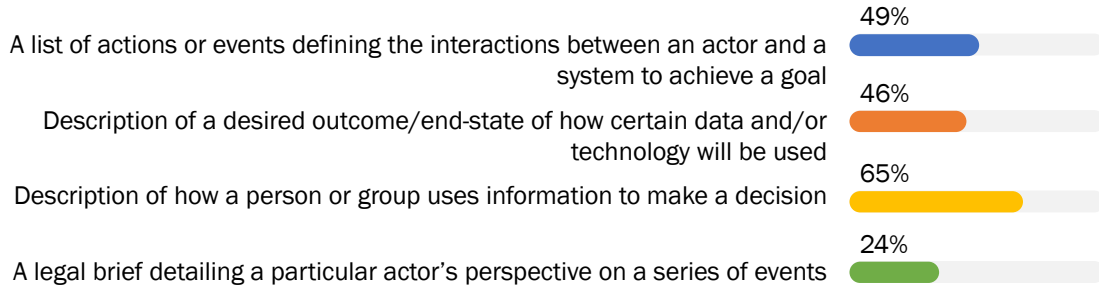 49%
A list of actions or events defining the interactions between an actor and a
system to achieve a goal
46%
Description of a desired outcome/end-state of how certain data and/or
technology will be used
65%
Description of how a person or group uses information to make a decision
24%
A legal brief detailing a particular actor’s perspective on a series of events